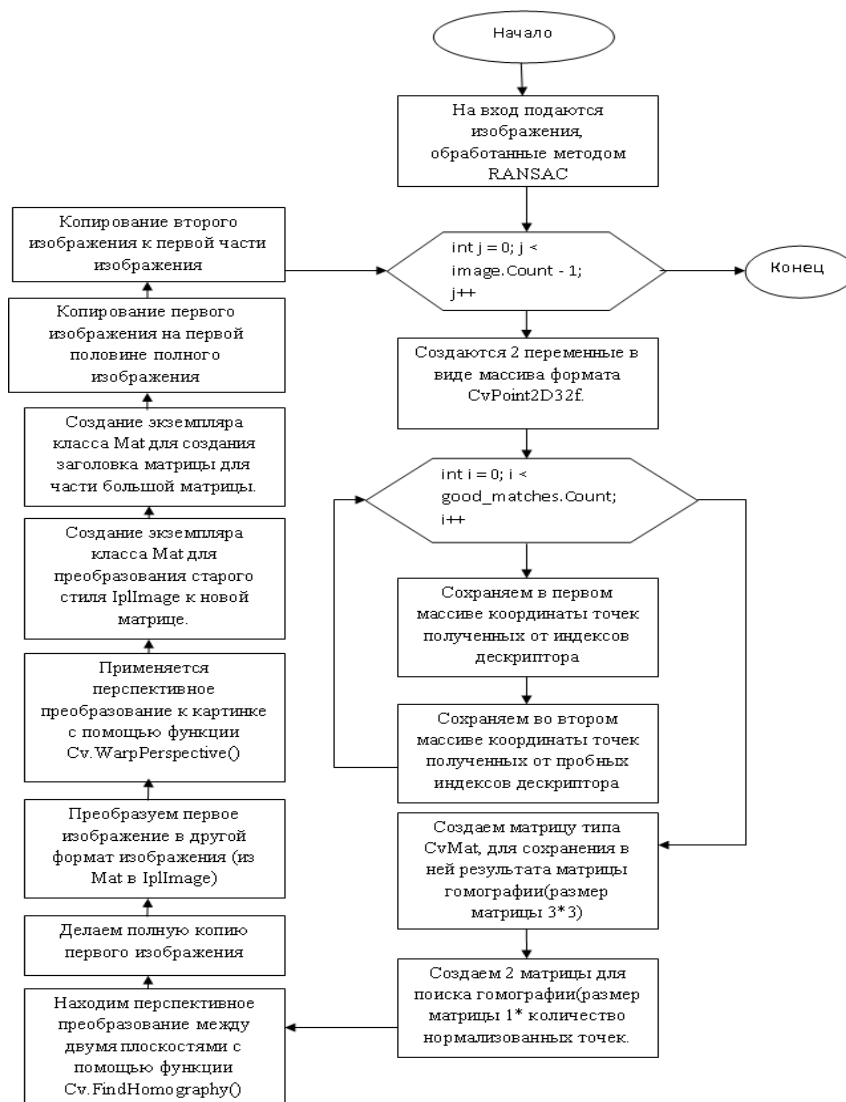 Начало
На вход подаются
изображения,
обработанные методом
RANSAC
int j = 0; j <
image.Count - 1;
j++
Конец
Создаются 2 переменные в
виде массива формата
CvPoint2D32f.
int i = 0; i <
good_matches.Count;
i++
Сохраняем в первом
массиве координаты точек
полученных от индексов
дескриптора
Сохраняем во втором
массиве координаты точек
полученных от пробных
индексов дескриптора
Создаем матрицу типа
CvMat, для сохранения в
ней результата матрицы
гомографии(размер
матрицы 3*3)
Создаем 2 матрицы для
поиска гомографии(размер
матрицы 1* количество
нормализованных точек.
Находим перспективное
преобразование между
двумя плоскостями с
помощью функции
Cv.FindHomography()
Делаем полную копию
первого изображения
Преобразуем первое
изображение в другой
формат изображения (из
Mat в IplImage)
Применяется
перспективное
преобразование к картинке
с помощью функции
Cv.WarpPerspective()
Создание экземпляра
класса Mat для
преобразования старого
стиля IplImage к новой
матрице.
Создание экземпляра
класса Mat для создания
заголовка матрицы для
части большой матрицы.
Копирование первого
изображения на первой
половине полного
изображения
Копирование второго
изображения к первой части
изображения